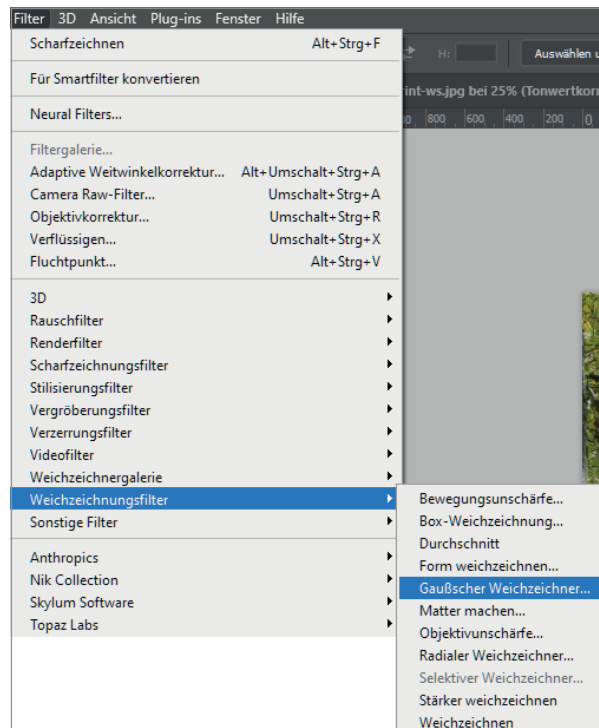 Filter 3D Ansicht Plug-ins Fenster Hilfe
Scharfzeichnen Alt+Strg+F
Für Smartfilter konvertieren
Neural Filters...
Filtergalerie...
Adaptive Weitwinkelkorrektur... Alt+Umschalt+Strg+A
Camera Raw-Filter... Umschalt+Strg+A
Objektivkorrektur... Umschalt+Strg+R
Verflüssigen... Umschalt+Strg+X
Fluchtpunkt... Alt+Strg+V
3D
Rauschfilter
Renderfilter
Scharfzeichnungsfilter
Stilisierungsfilter
Vergröberungsfilter
Verzerrungsfilter
Videofilter
Weichzeichnergalerie
Weichzeichnungsfilter
Sonstige Filter
Anthropics
Nik Collection
Skylum Software
Topaz Labs
Bewegungsunschärfe...
Box-Weichzeichnung...
Durchschnitt
Form weichzeichnen...
Gaußscher Weichzeichner...
Matter machen...
Objektivunschärfe...
Radialer Weichzeichner...
Selektiver Weichzeichner...
Stärker weichzeichnen
Weichzeichnen
H:
Auswählen u
int-ws.jpg bei 25% (Tonwertkorr
800 600 400 200 0